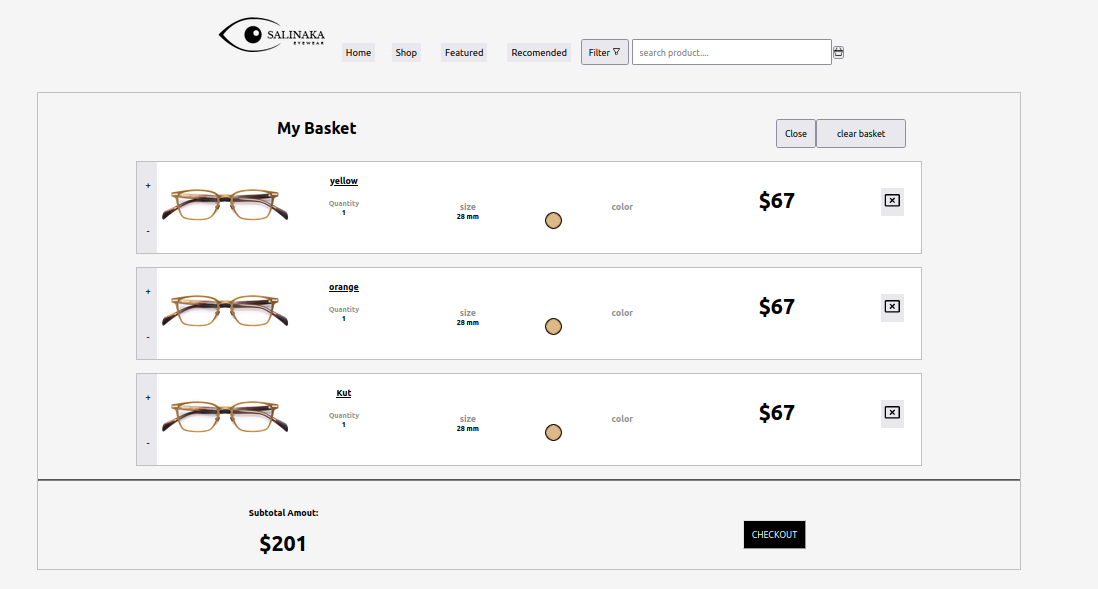 SALINAKA
EYEWEAR
Home Shop Featured Recomended Filter search product....
My Basket
Close clear basket
+
yellow
Quantity
1
size
28 mm
color
$67
-
+
orange
Quantity
1
size
28 mm
color
$67
-
+
Kut
Quantity
1
size
28 mm
color
$67
-
Subtotal Amout:
$201
CHECKOUT